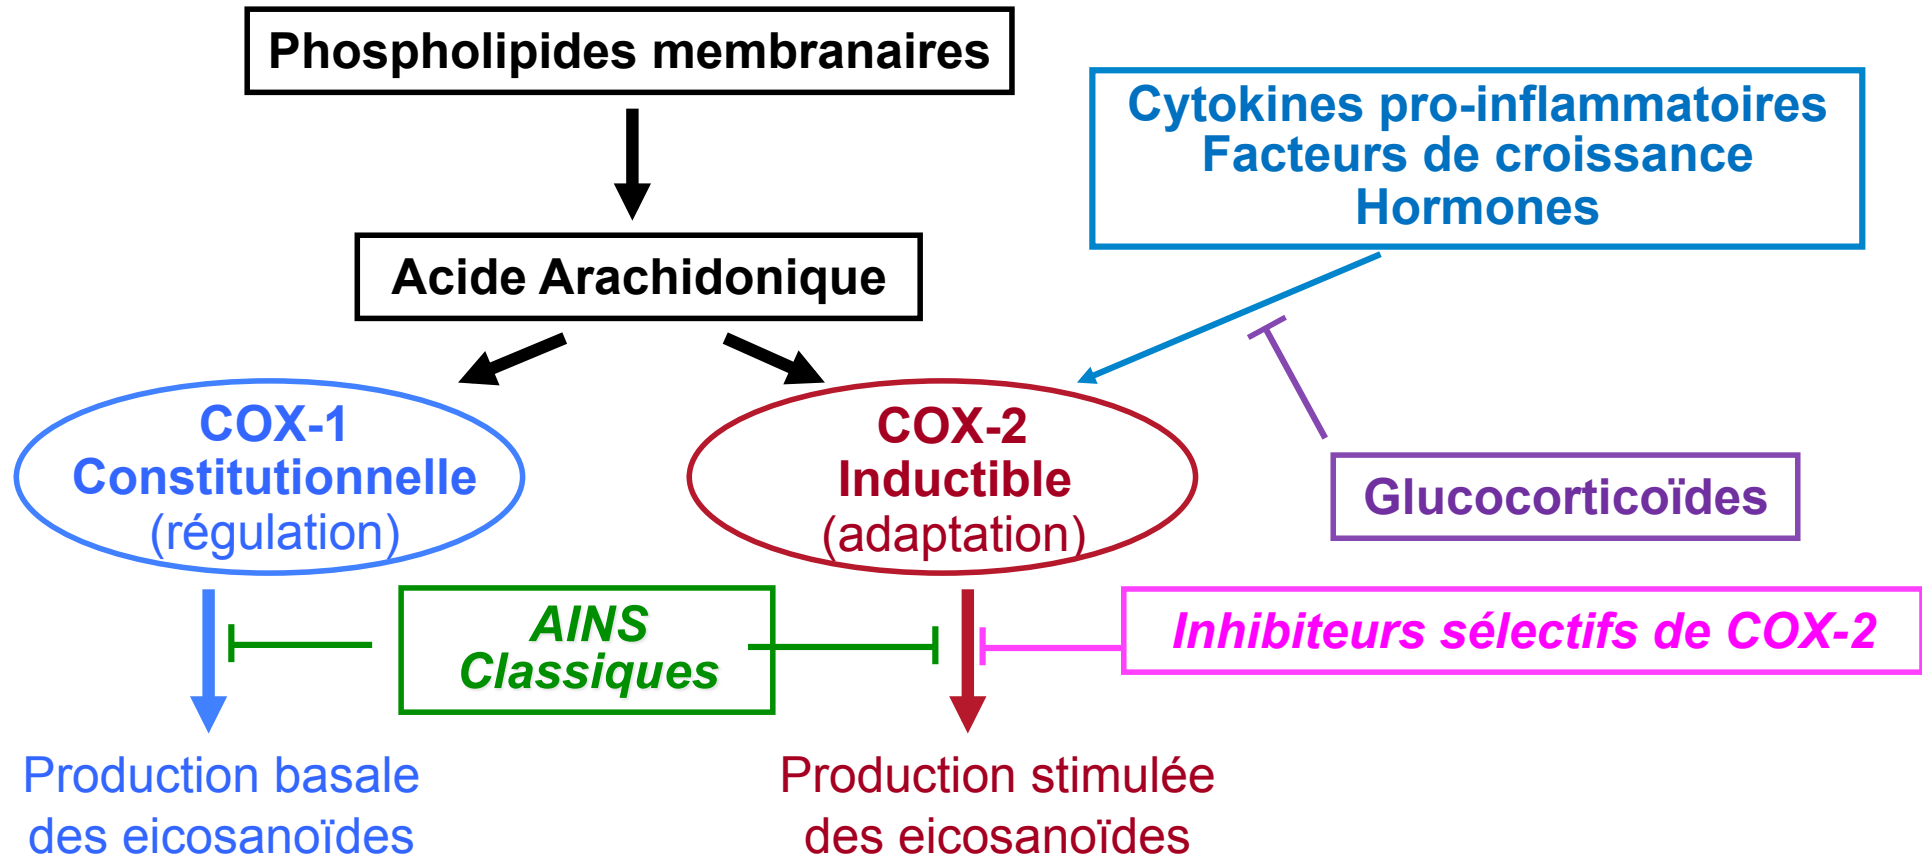 Phospholipides membranaires
Cytokines pro-inflammatoires
Facteurs de croissance
Hormones
Acide Arachidonique
COX-1
Constitutionnelle
(régulation)
COX-2
Inductible
(adaptation)
Glucocorticoïdes
AINS
Classiques
Inhibiteurs sélectifs de COX-2
Production basale
des eicosanoïdes
Production stimulée
des eicosanoïdes